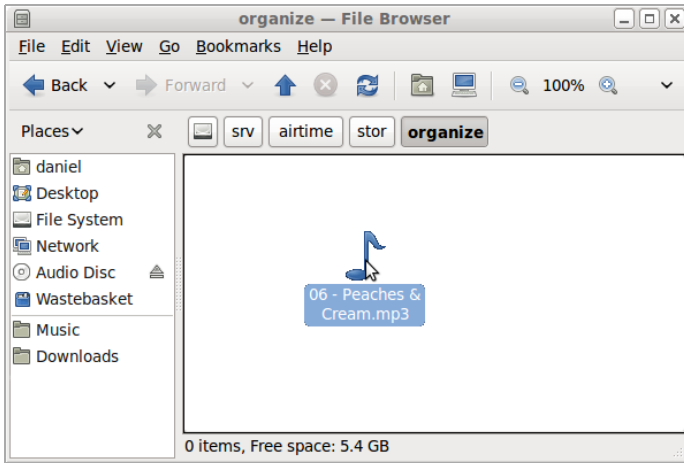 organize — File Browser
File Edit View Go Bookmarks Help
Back Forward 100%
Places srv airtime stor organize
daniel
Desktop
File System
Network
Audio Disc
Wastebasket
Music
Downloads
06 - Peaches &
Cream.mp3
0 items, Free space: 5.4 GB